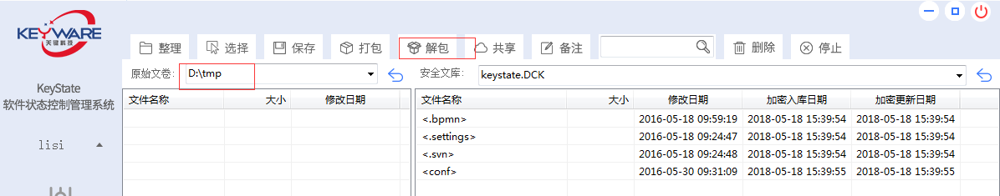 KEYWARE
关键科技
KeyState
软件状态控制管理系统
lisi
整理 选择 保存 打包 解包 共享 备注 删除 停止
原始文卷: D:\tmp 安全文库: keystate.DCK
文件名称 大小 修改日期 文件名称 大小 修改日期 加密入库日期 加密更新日期
<.bpmn> 2016-05-18 09:59:19 2018-05-18 15:39:54 2018-05-18 15:39:54
<.settings> 2016-05-18 09:24:47 2018-05-18 15:39:54 2018-05-18 15:39:54
<.svn> 2016-05-18 09:24:48 2018-05-18 15:39:54 2018-05-18 15:39:54
<conf> 2016-05-30 09:31:09 2018-05-18 15:39:55 2018-05-18 15:39:55